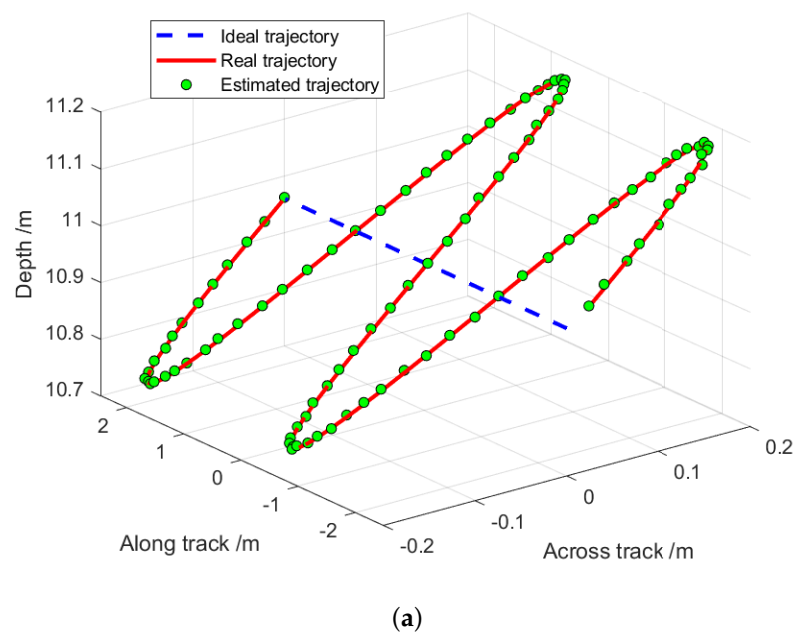 Ideal trajectory
Real trajectory
Estimated trajectory
11.2
11.1
11
10.9
10.8
10.7
Depth /m
2
1
0
-1
-2
Along track /m
-0.2
-0.1
0
0.1
0.2
Across track /m
(a)